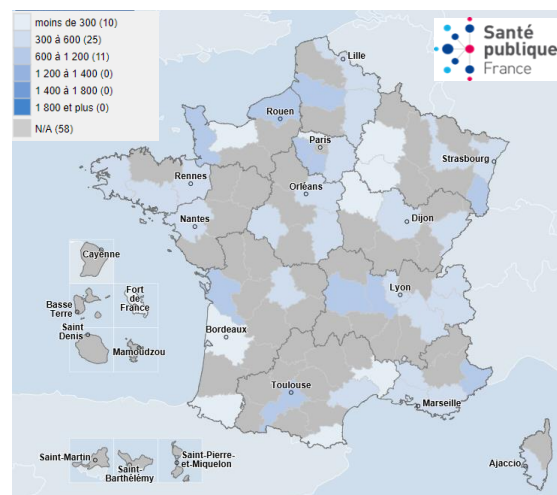 moins de 300 (10)
300 à 600 (25)
600 à 1 200 (11)
1 200 à 1 400 (0)
1 400 à 1 800 (0)
1 800 et plus (0)
N/A (58)
Santé
publique
France
Lille
Rouen
Paris
Strasbourg
Rennes
Orléans
Nantes
Dijon
Cayenne
Basse
Terre
Fort
de
France
Lyon
Saint
Denis
Mamoudzou
Bordeaux
Toulouse
Marseille
Saint-Martin
Saint-
Barthélémy
Saint-Pierre
et-Miquelon
Ajaccio